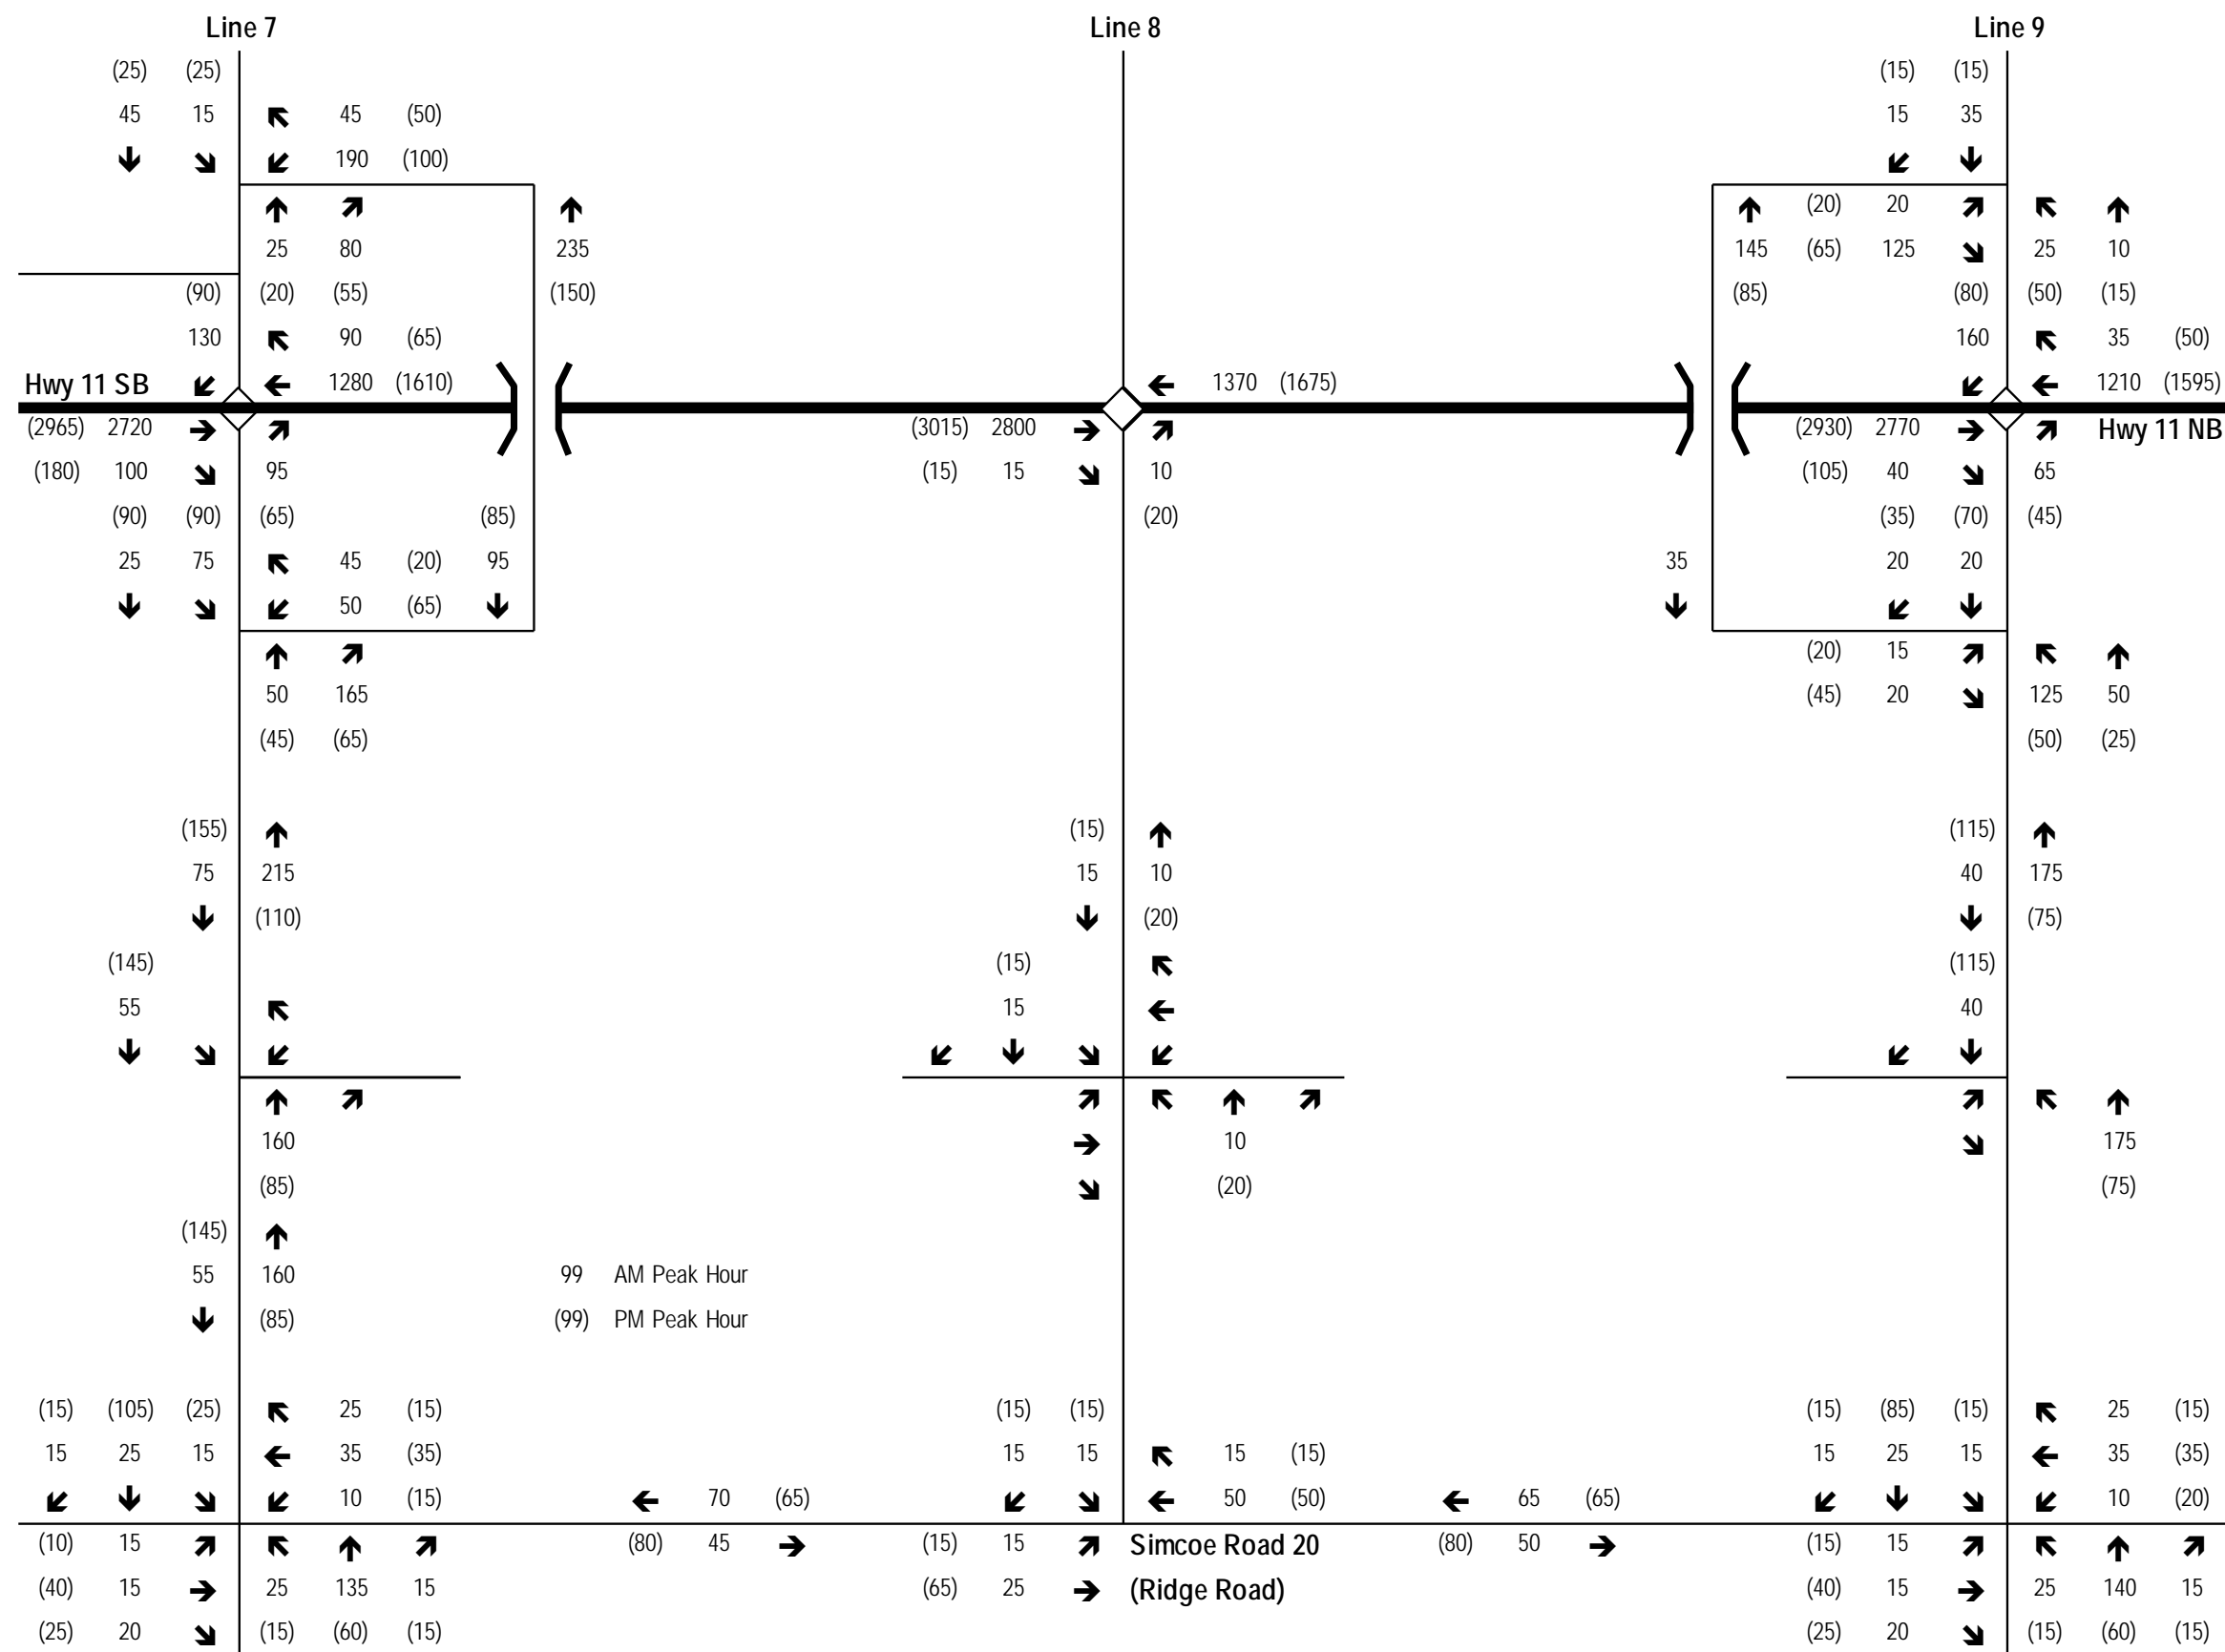 Line 7 Line 8 Line 9
(25) (25) (15) (15)
45 15 45 (50) 15 35
190 (100)
(20) 20
25 80 235 145 (65) 125 25 10
(90) (20) (55) (150) (85) (80) (50) (15)
130 90 (65) 160 35 (50)
Hwy 11 SB 1280 (1610) 1370 (1675) 1210 (1595)
(2965) 2720 (3015) 2800 (2930) 2770 Hwy 11 NB
(180) 100 95 (15) 15 10 (105) 40 65
(90) (90) (65) (85) (20) (35) (70) (45)
25 75 45 (20) 95 35 20 20
50 (65)
(20) 15
50 165 (45) 20 125 50
(45) (65) (50) (25)
(155) (15) (115)
75 215 15 10 40 175
(110) (20) (75)
(145) (15) (115)
55 15 40
160 10 175
(85) (20) (75)
(145)
55 160 99 AM Peak Hour
(85) (99) PM Peak Hour
(15) (105) (25) 25 (15) (15) (15) (15) (85) (15) 25 (15)
15 25 15 35 (35) 15 15 15 (15) 15 25 15 35 (35)
10 (15) 70 (65) 50 (50) 65 (65) 10 (20)
(10) 15 (80) 45 (15) 15 Simcoe Road 20 (80) 50 (15) 15
(40) 15 25 135 15 (65) 25 (Ridge Road) (40) 15 25 140 15
(25) 20 (15) (60) (15) (25) 20 (15) (60) (15)